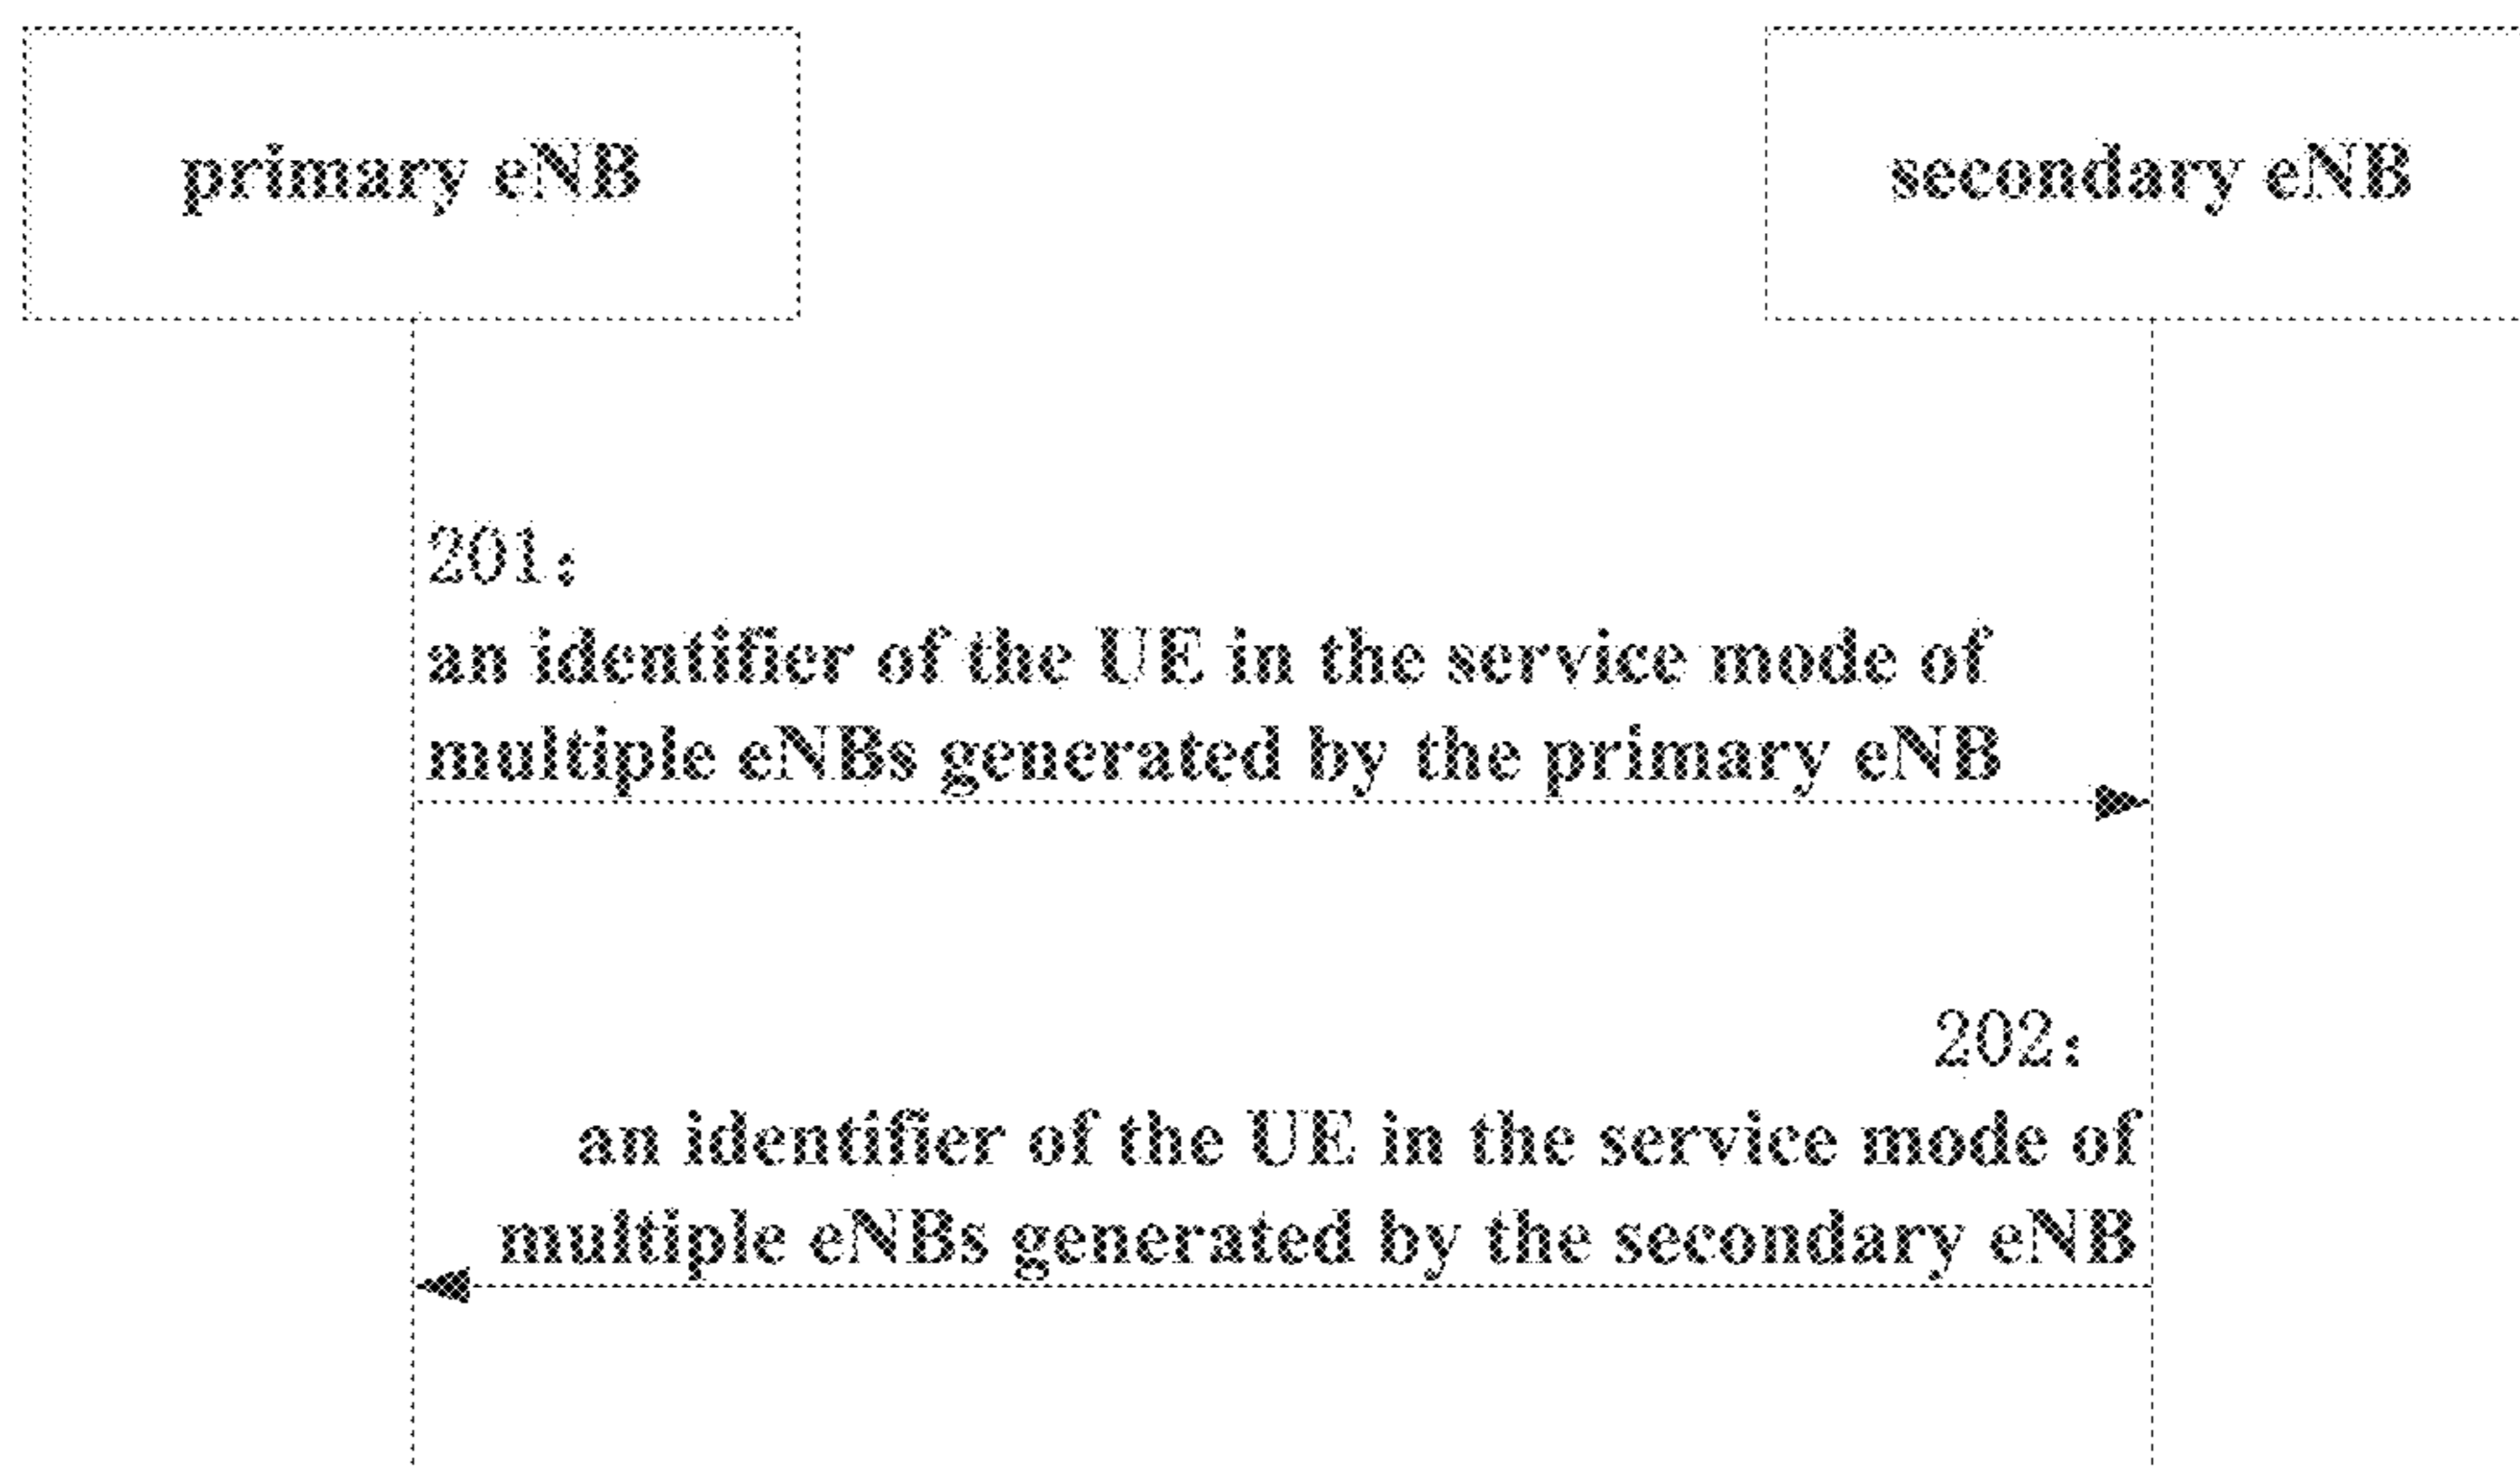 primary eNB
secondary eNB
201:
an identifier of the UE in the service mode of
multiple eNBs generated by the primary eNB
202:
an identifier of the UE in the service mode of
multiple eNBs generated by the secondary eNB